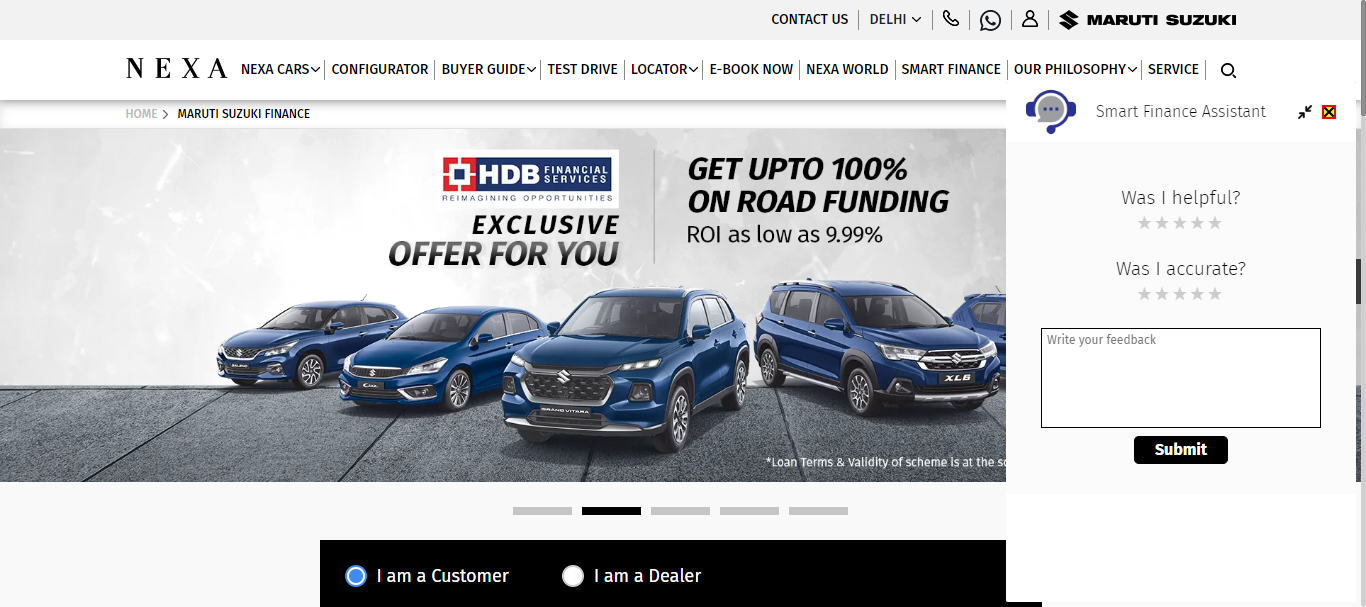 CONTACT US
DELHI
MARUTI SUZUKI
NEXA
NEXA CARS
CONFIGURATOR
BUYER GUIDE
TEST DRIVE
LOCATOR
E-BOOK NOW
NEXA WORLD
SMART FINANCE
OUR PHILOSOPHY
SERVICE
HOME
MARUTI SUZUKI FINANCE
HDB FINANCIAL SERVICES
REIMAGINING OPPORTUNITIES
EXCLUSIVE
OFFER FOR YOU
GET UPTO 100%
ON ROAD FUNDING
ROI as low as 9.99%
GRAND VITARA
XL6
*Loan Terms & Validity of scheme is at the
Smart Finance Assistant
Was I helpful?
Was I accurate?
Write your feedback
Submit
I am a Customer
I am a Dealer